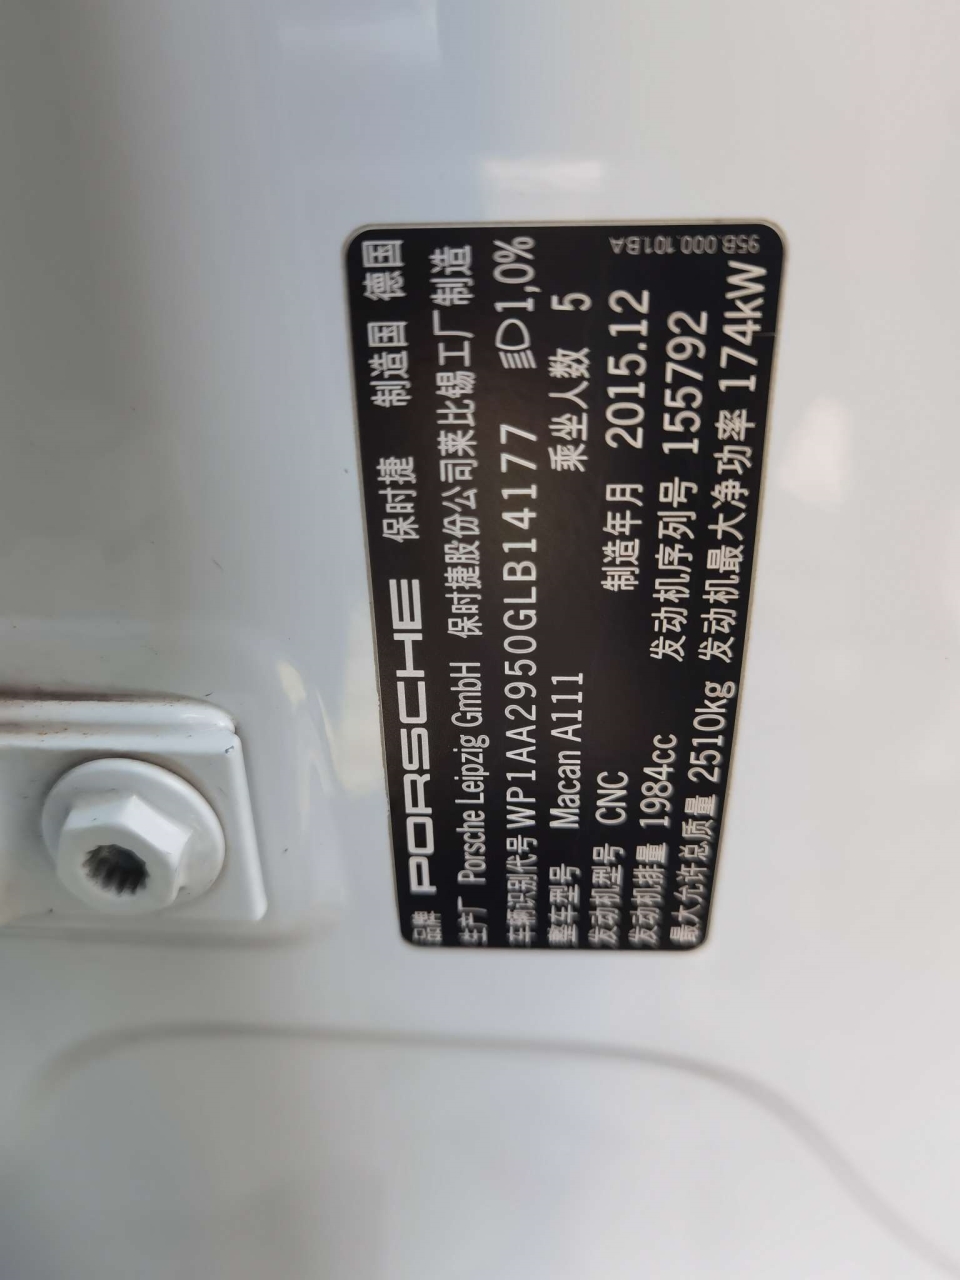 品牌 PORSCHE 保时捷 制造国 德国
生产厂 Porsche Leipzig GmbH 保时捷股份公司莱比锡工厂制造
车辆识别代号 WP1AA2950GLB14177 1,0%
整车型号 Macan A111 乘坐人数 5
发动机型号 CNC 制造年月 2015.12
发动机排量 1984cc 发动机序列号 155792
最大允许总质量 2510kg 发动机最大净功率 174kW
95B.000.101.BA